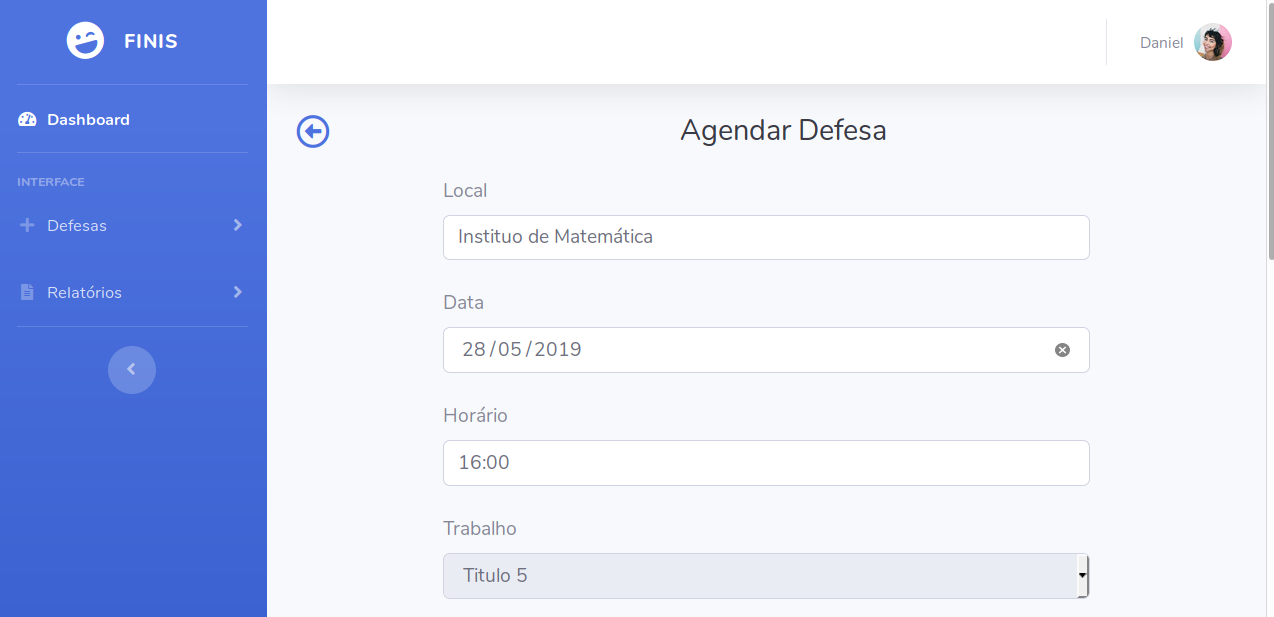 FINIS
Dashboard
INTERFACE
Defesas
Relatórios
Daniel
Agendar Defesa
Local
Instituo de Matemática
Data
28/05/2019
Horário
16:00
Trabalho
Titulo 5